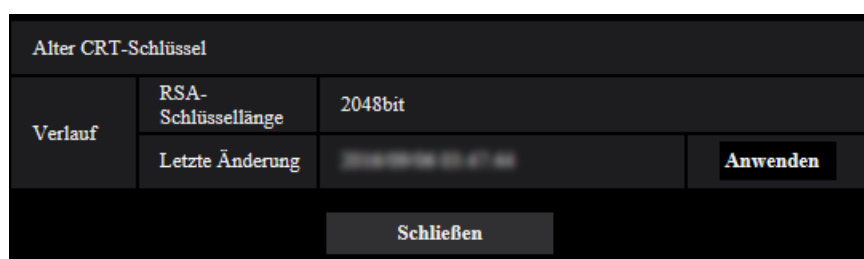 Alter CRT-Schlüssel
Verlauf
RSA-
Schlüssellänge
2048bit
Letzte Änderung
Anwenden
Schließen